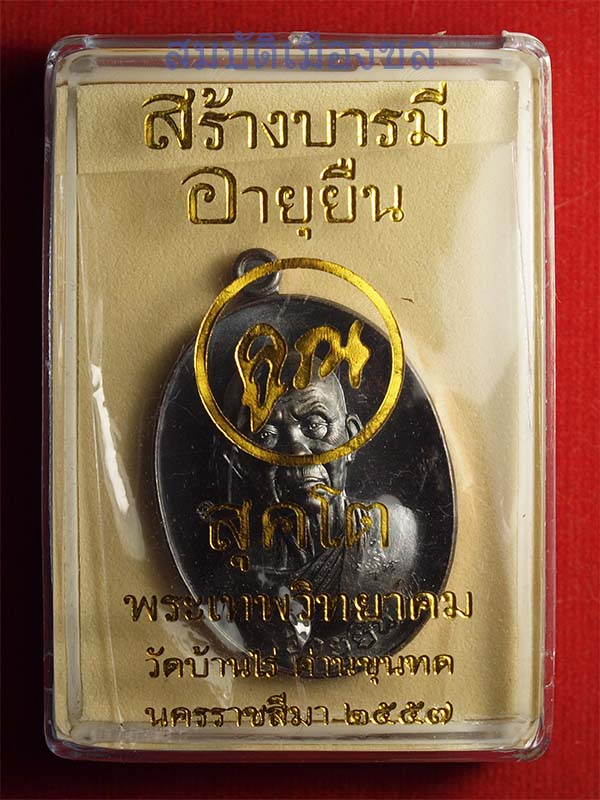 สมบัติเมืองชล
สร้างบารมี
อายุยืน
คูณ
สุคโต
พระเทพวิทยาคม
วัดบ้านไร่ ด่านขุนทด
นครราชสีมา ๒๕๕๗